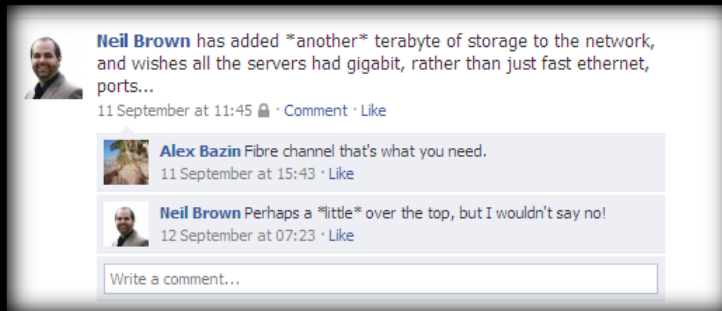 Neil Brown has added *another* terabyte of storage to the network,
and wishes all the servers had gigabit, rather than just fast ethernet,
ports...
11 September at 11:45 · Comment · Like
Alex Bazin Fibre channel that's what you need.
11 September at 15:43 · Like
Neil Brown Perhaps a *little* over the top, but I wouldn't say no!
12 September at 07:23 · Like
Write a comment...